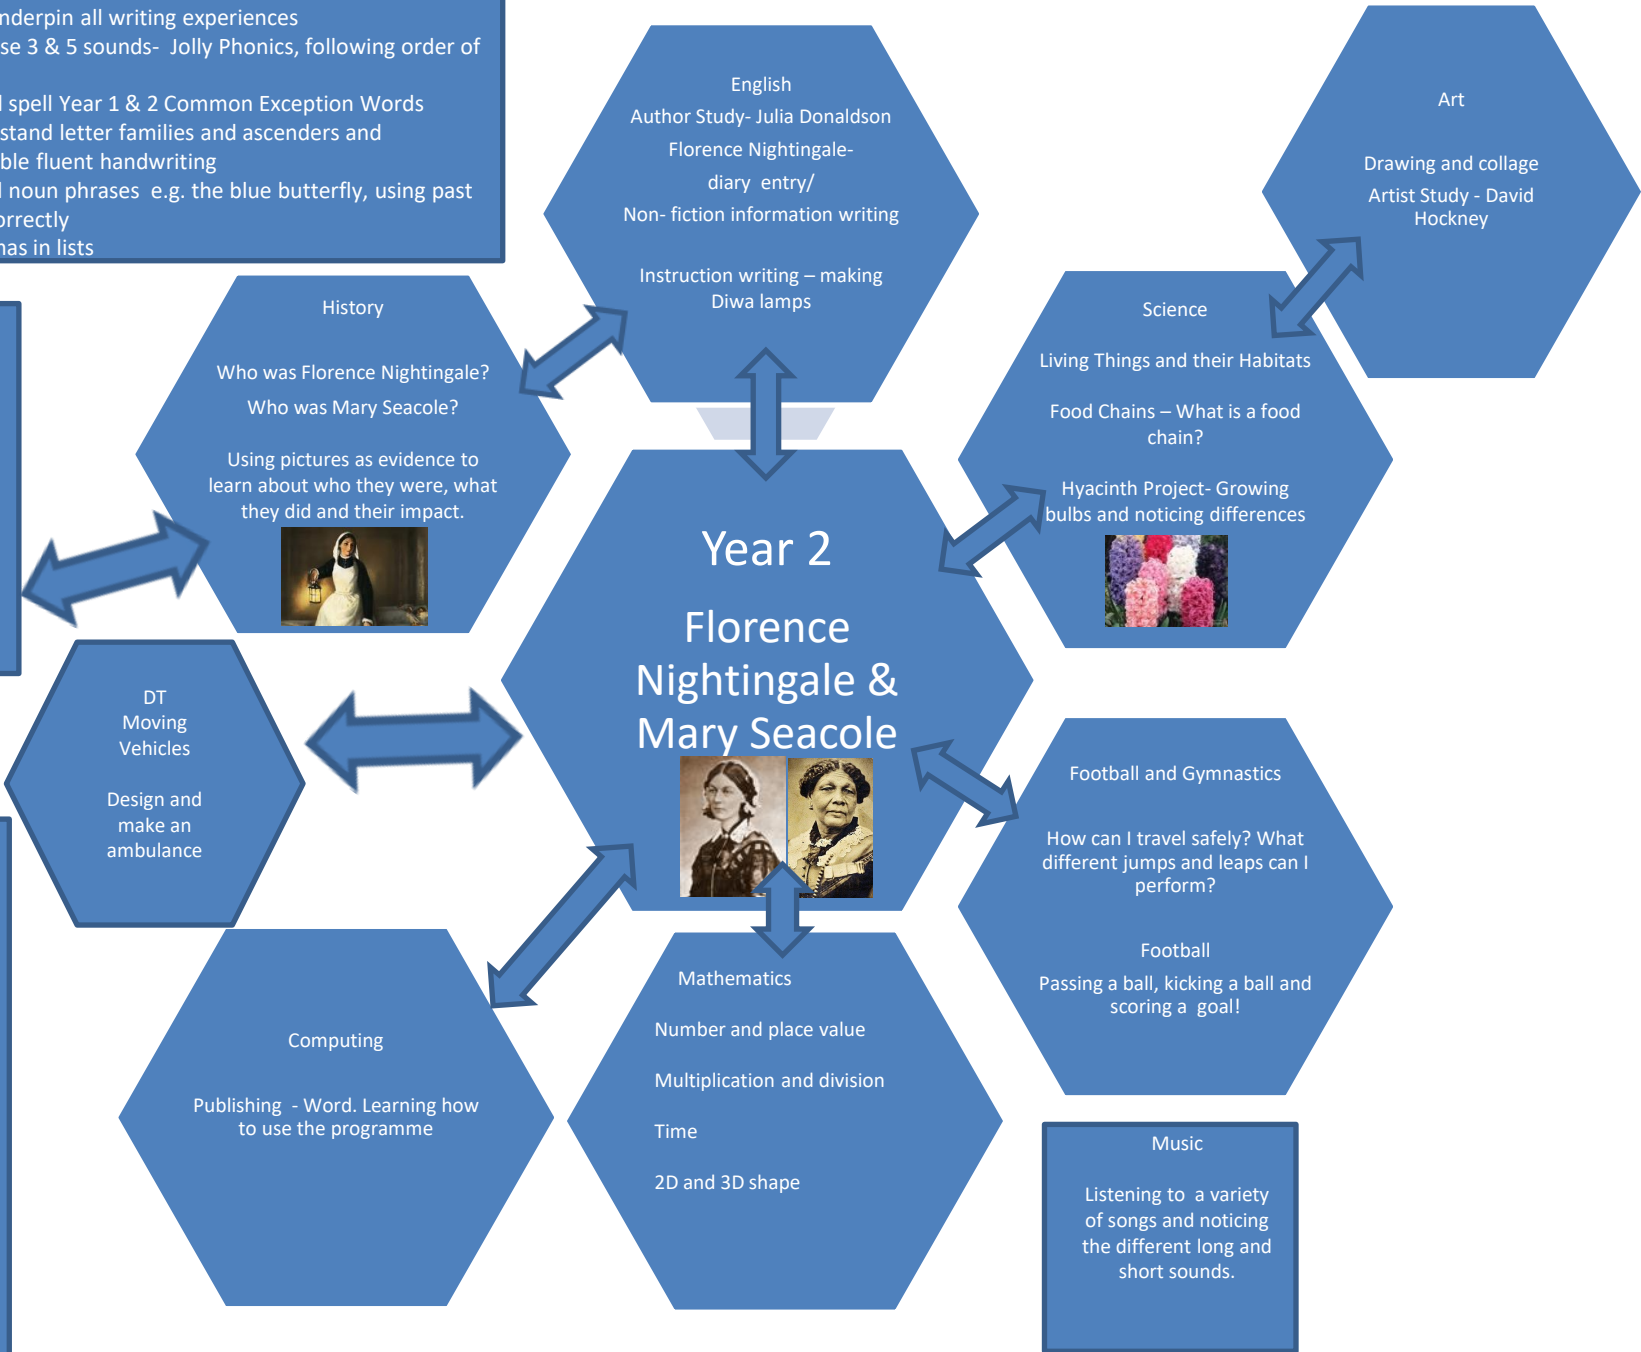 nderpin all writing experiences
se 3 & 5 sounds- Jolly Phonics, following order of
l spell Year 1 & 2 Common Exception Words
stand letter families and ascenders and
ble fluent handwriting
l noun phrases e.g. the blue butterfly, using past
orrectly
nas in lists
English
Author Study- Julia Donaldson
Florence Nightingale-
diary entry/
Non- fiction information writing
Instruction writing – making
Diwa lamps
Art
Drawing and collage
Artist Study - David
Hockney
History
Who was Florence Nightingale?
Who was Mary Seacole?
Using pictures as evidence to
learn about who they were, what
they did and their impact.
Science
Living Things and their Habitats
Food Chains – What is a food
chain?
Hyacinth Project- Growing
bulbs and noticing differences
Year 2
Florence
Nightingale &
Mary Seacole
DT
Moving
Vehicles
Design and
make an
ambulance
Football and Gymnastics
How can I travel safely? What
different jumps and leaps can I
perform?
Football
Passing a ball, kicking a ball and
scoring a goal!
Computing
Publishing - Word. Learning how
to use the programme
Mathematics
Number and place value
Multiplication and division
Time
2D and 3D shape
Music
Listening to a variety
of songs and noticing
the different long and
short sounds.